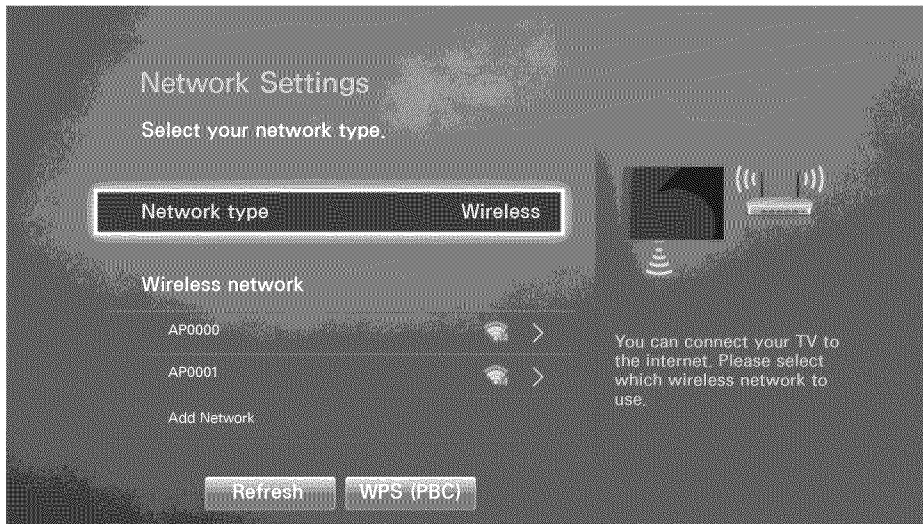 Network Settings
Select your network type.
Network type Wireless
Wireless network
AP0000
AP0001
Add Network
Refresh WPS (PBC)
You can connect your TV to
the internet. Please select
which wireless network to
use.